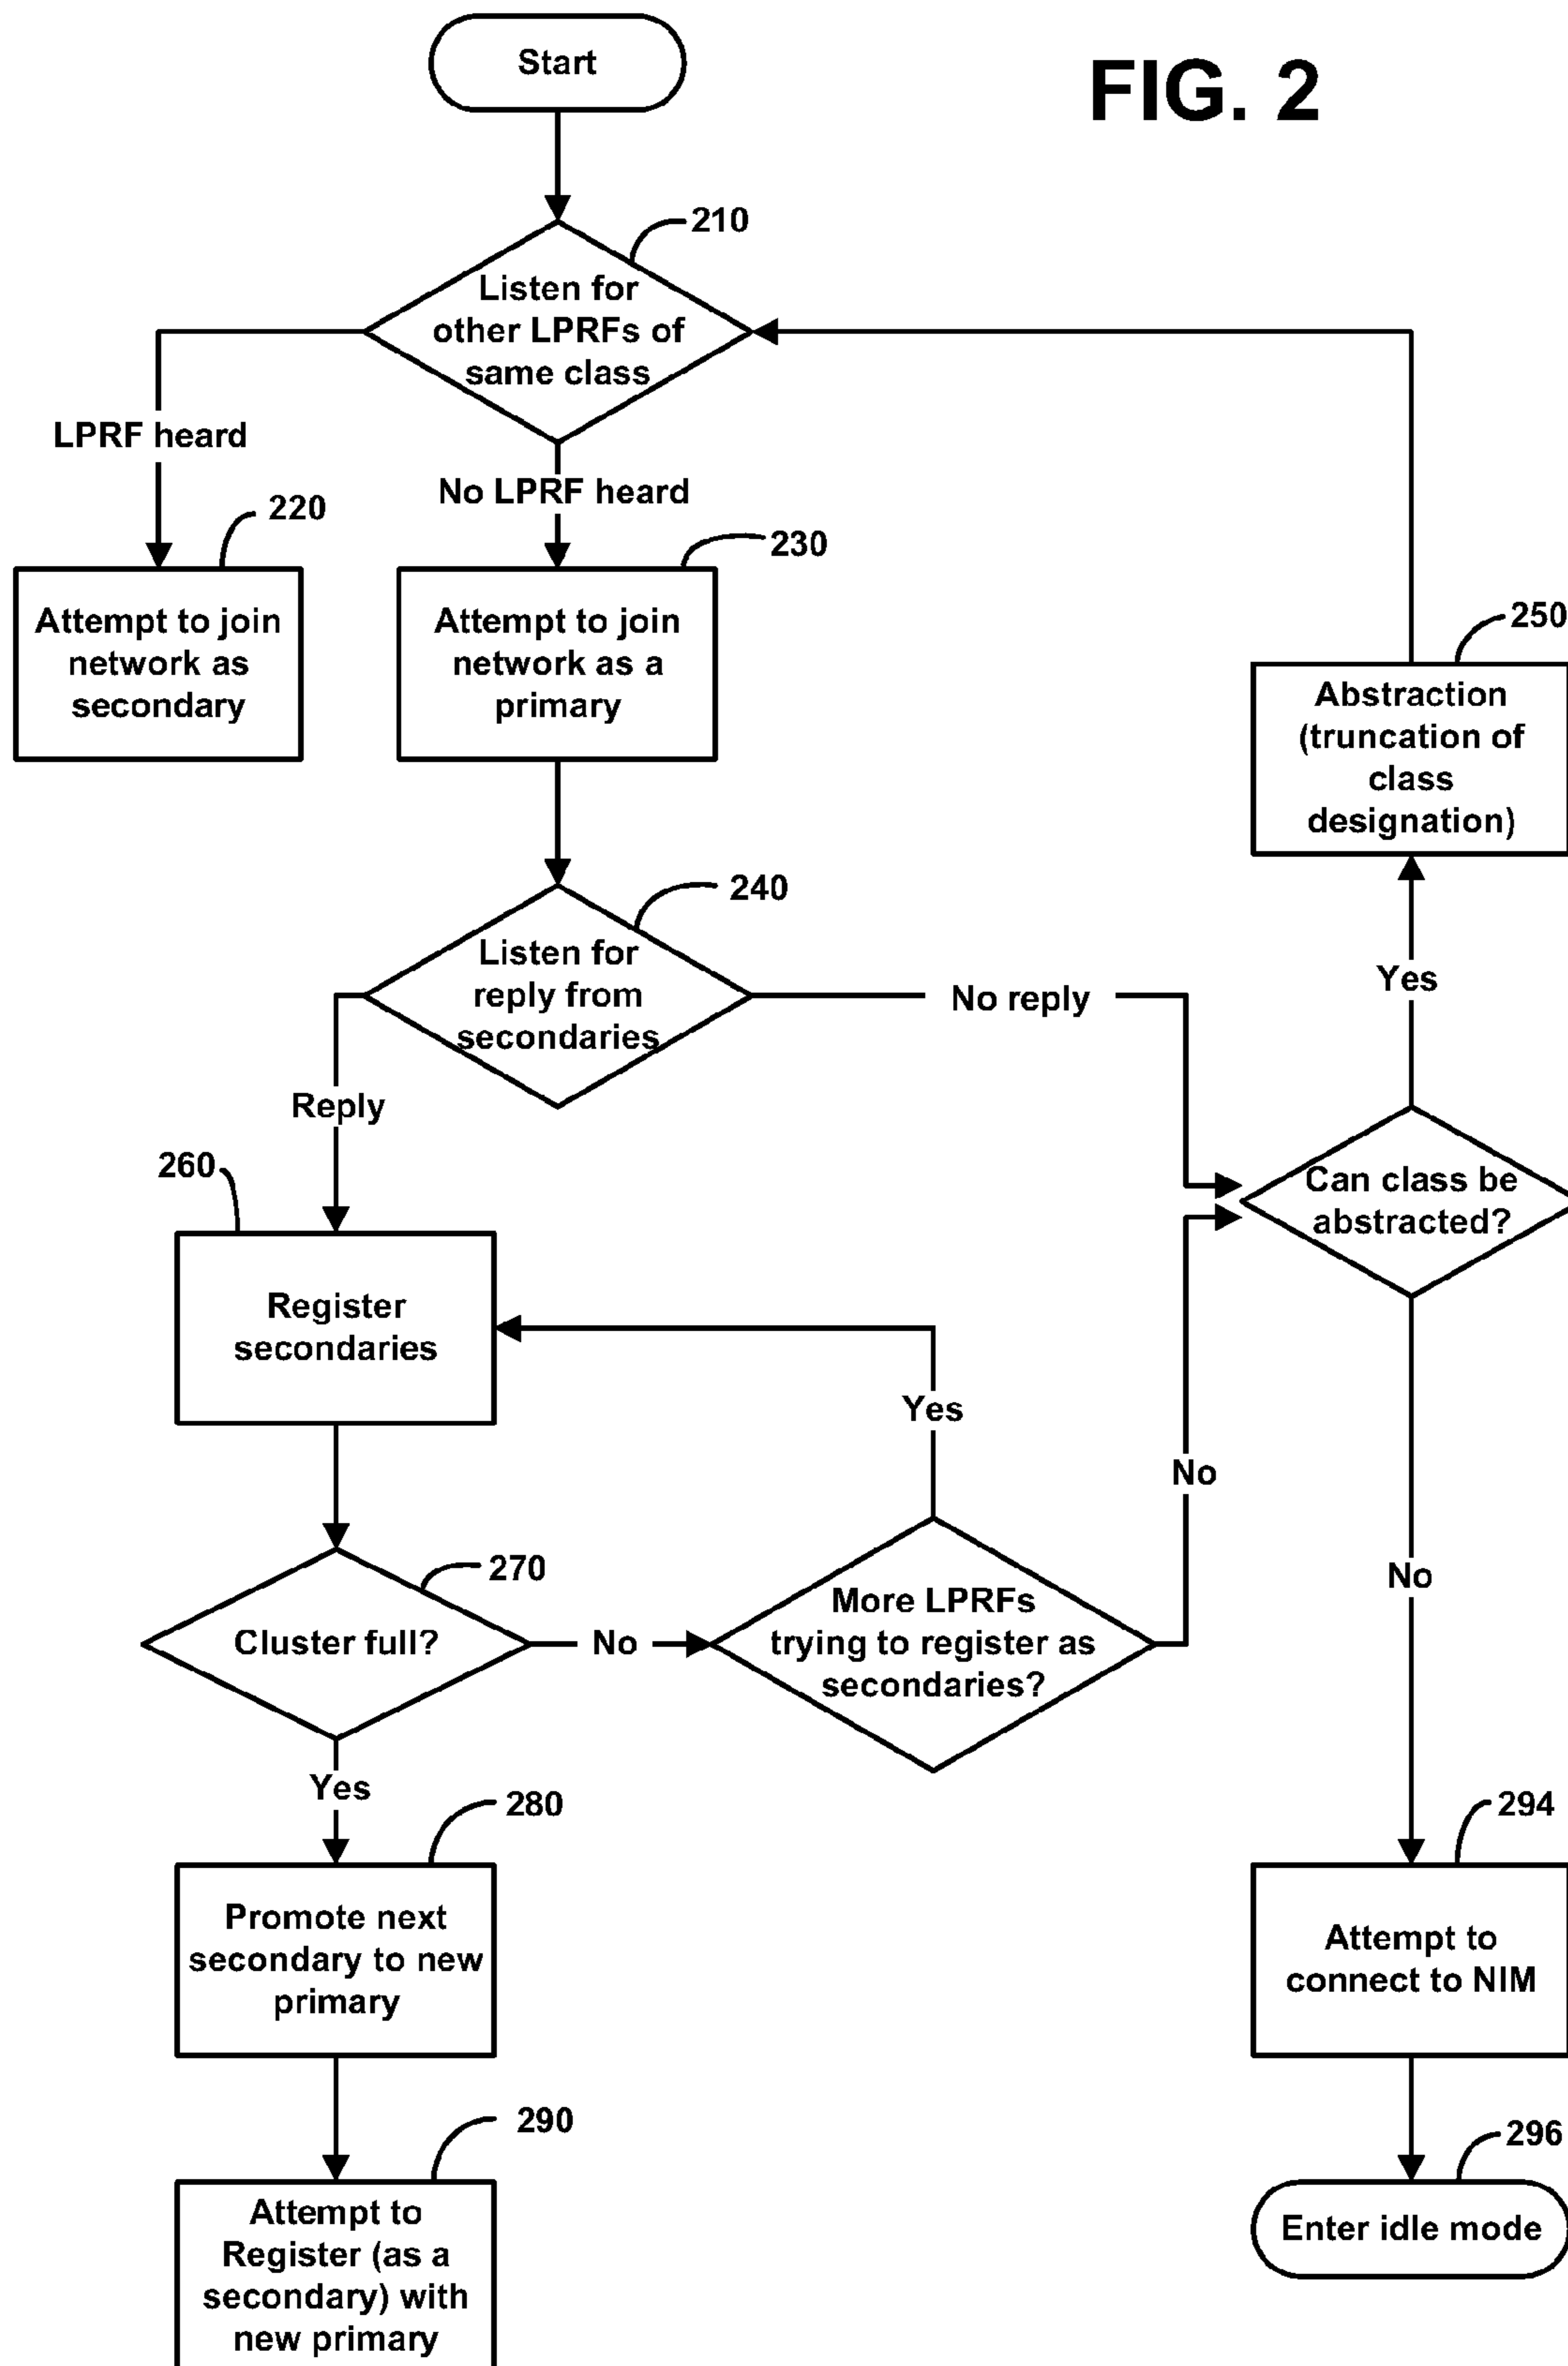 Start
FIG. 2
210
Listen for
other LPRFs of
same class
LPRF heard
No LPRF heard
220
230
Attempt to join
network as
secondary
Attempt to join
network as a
primary
250
Abstraction
(truncation of
class
designation)
240
Listen for
reply from
secondaries
No reply
Yes
Reply
260
Can class be
abstracted?
Register
secondaries
Yes
No
270
Cluster full?
No
More LPRFs
trying to register as
secondaries?
No
Yes
280
294
Promote next
secondary to new
primary
Attempt to
connect to NIM
290
296
Attempt to
Register (as a
secondary) with
new primary
Enter idle mode